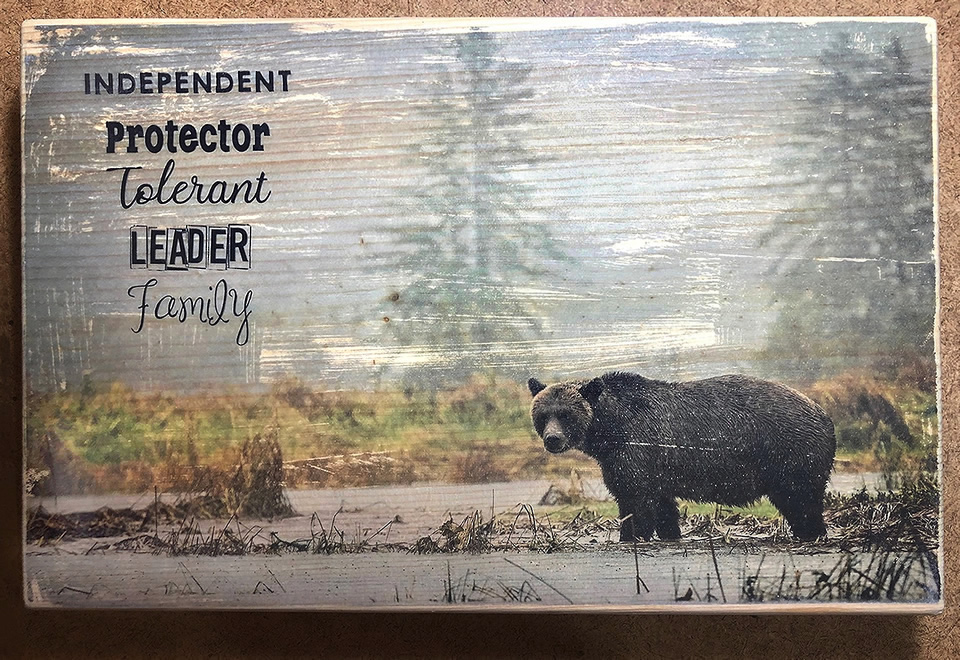 INDEPENDENT
Protector
Tolerant
LEADER
Family